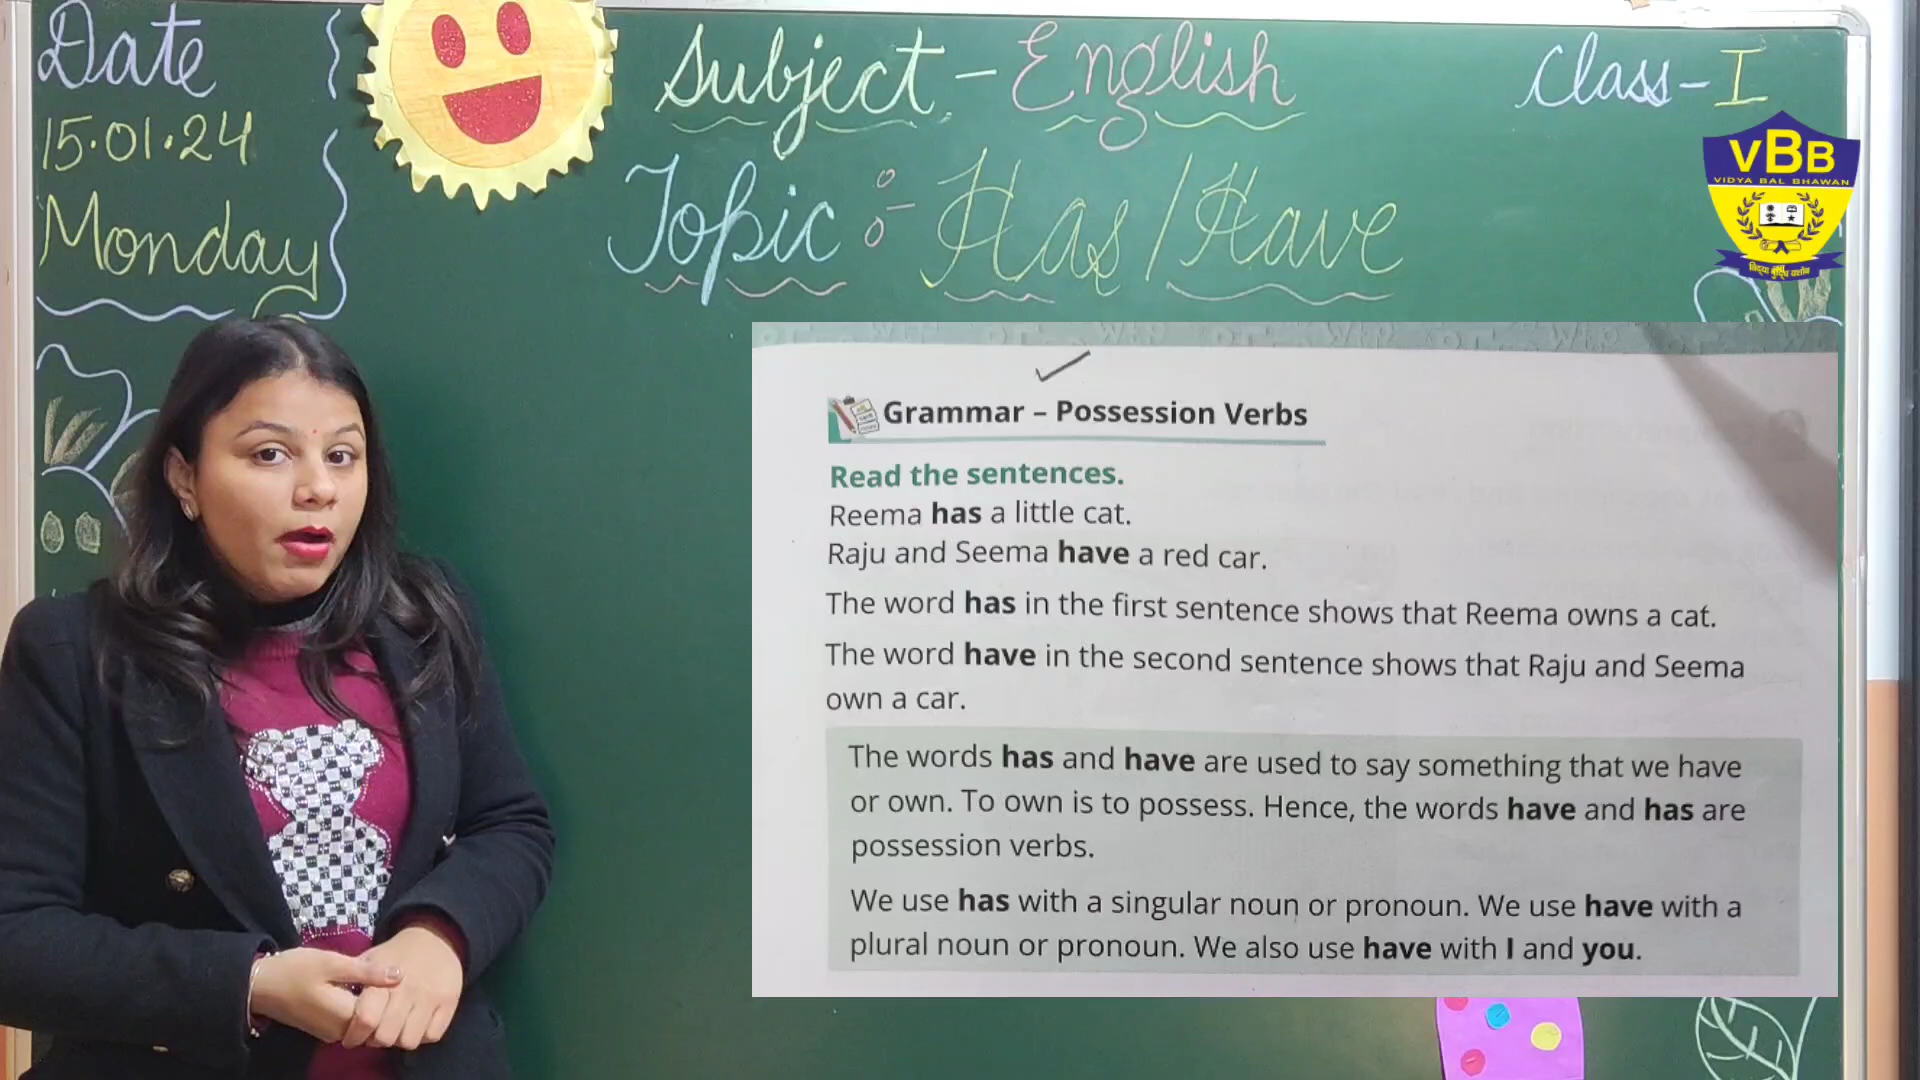 Date
15.01.24
Monday
Subject - English
Class - I
Topic :- Has/Have
VBB
VIDYA BAL BHAWAN
Grammar – Possession Verbs
Read the sentences.
Reema has a little cat.
Raju and Seema have a red car.
The word has in the first sentence shows that Reema owns a cat.
The word have in the second sentence shows that Raju and Seema
own a car.
The words has and have are used to say something that we have
or own. To own is to possess. Hence, the words have and has are
possession verbs.
We use has with a singular noun or pronoun. We use have with a
plural noun or pronoun. We also use have with I and you.